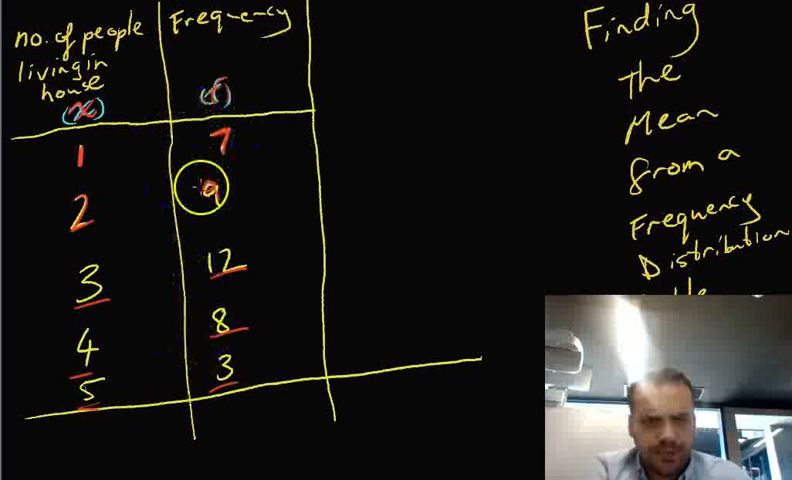 no. of people
living in
house
(x)
Frequency
(f)
1 7
2 9
3 12
4 8
5 3
Finding
the
Mean
from a
Frequency
Distribution